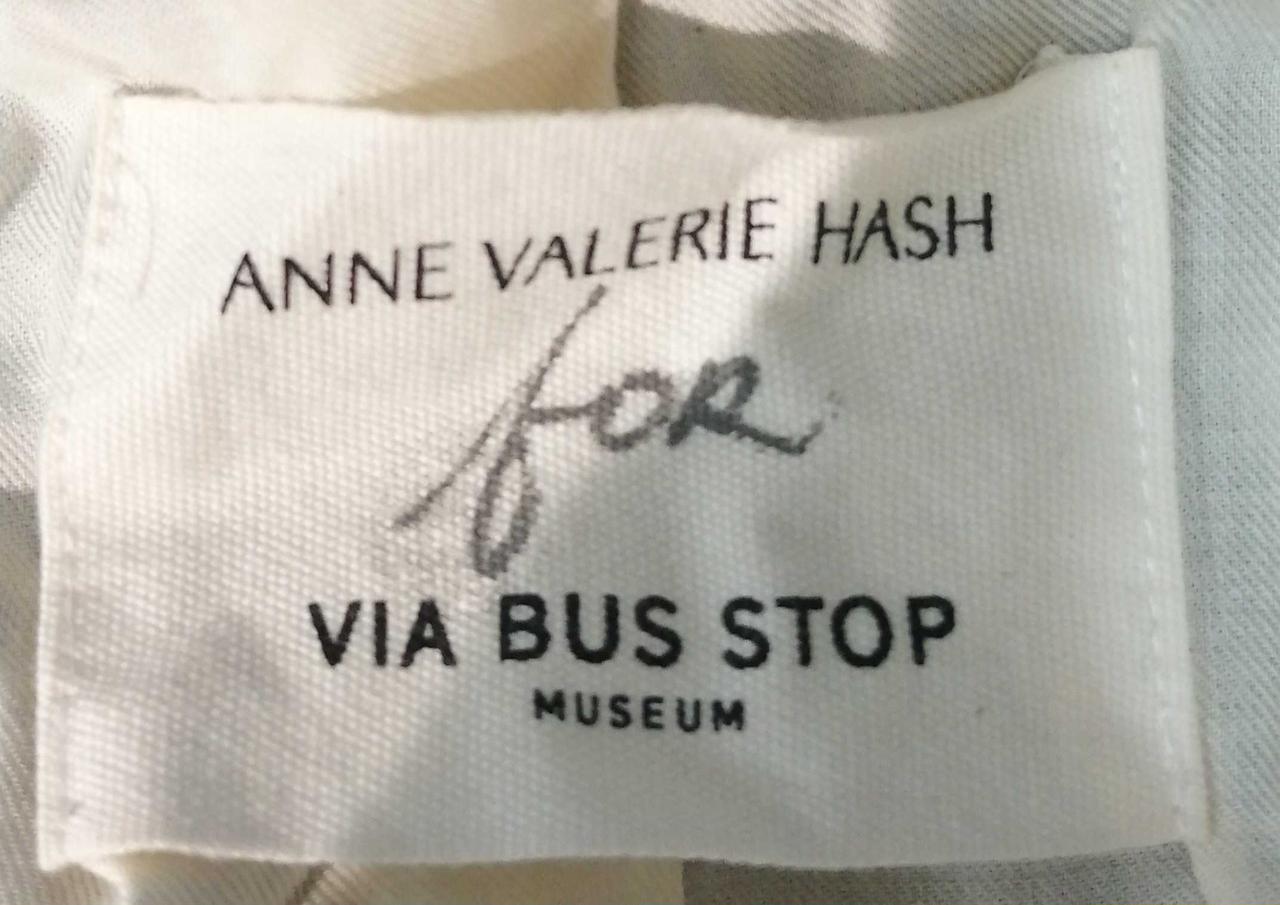 ANNE VALERIE HASH
for
VIA BUS STOP
MUSEUM